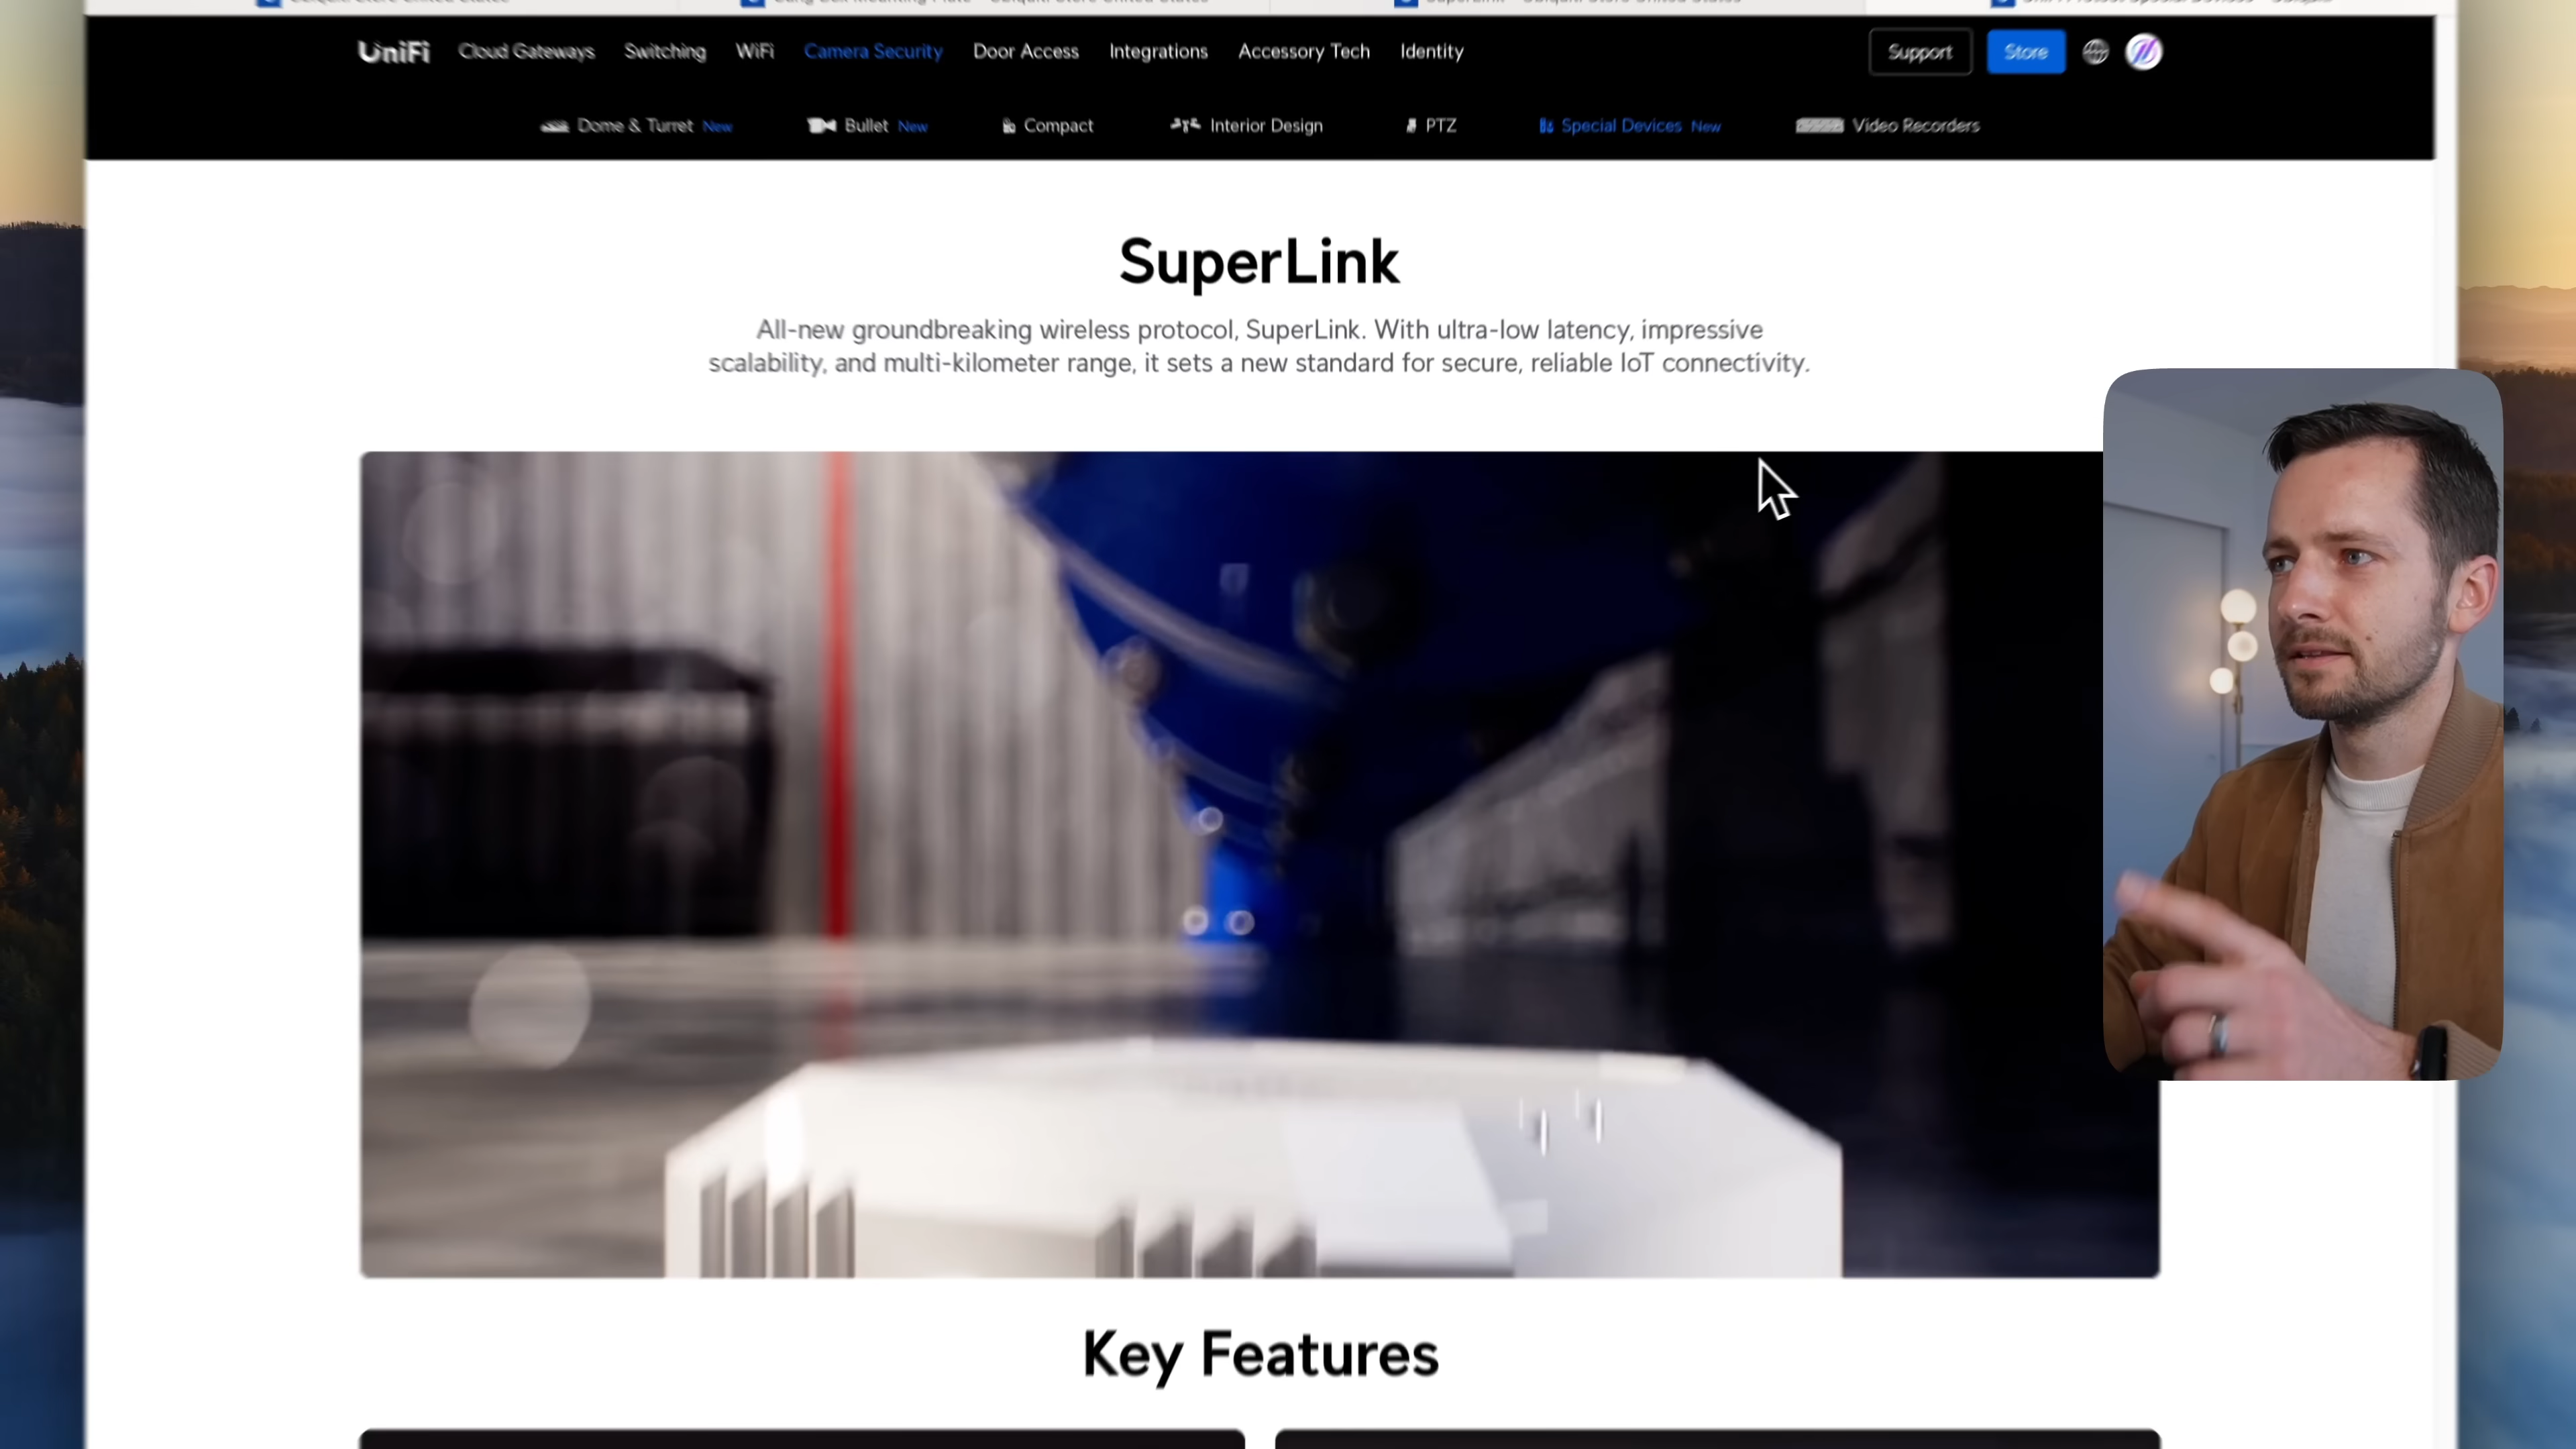 UniFi Cloud Gateways Switching WiFi Camera Security Door Access Integrations Accessory Tech Identity Support Store
Dome & Turret New Bullet New Compact Interior Design PTZ Special Devices New Video Recorders
SuperLink
All-new groundbreaking wireless protocol, SuperLink. With ultra-low latency, impressive
scalability, and multi-kilometer range, it sets a new standard for secure, reliable IoT connectivity.
Key Features